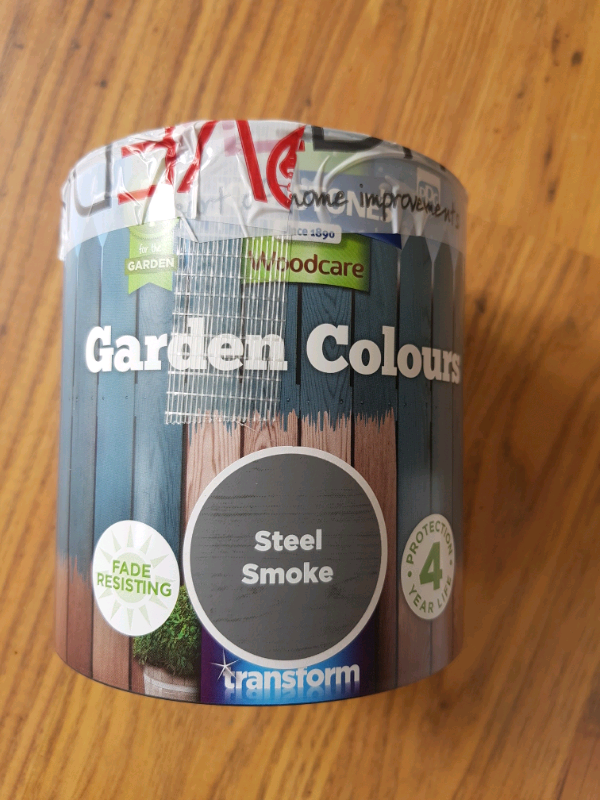 home improvements
since 1890
for the
GARDEN
Woodcare
Garden Colours
Steel
Smoke
FADE
RESISTING
PROTECTION
4
YEAR LIFE
transform